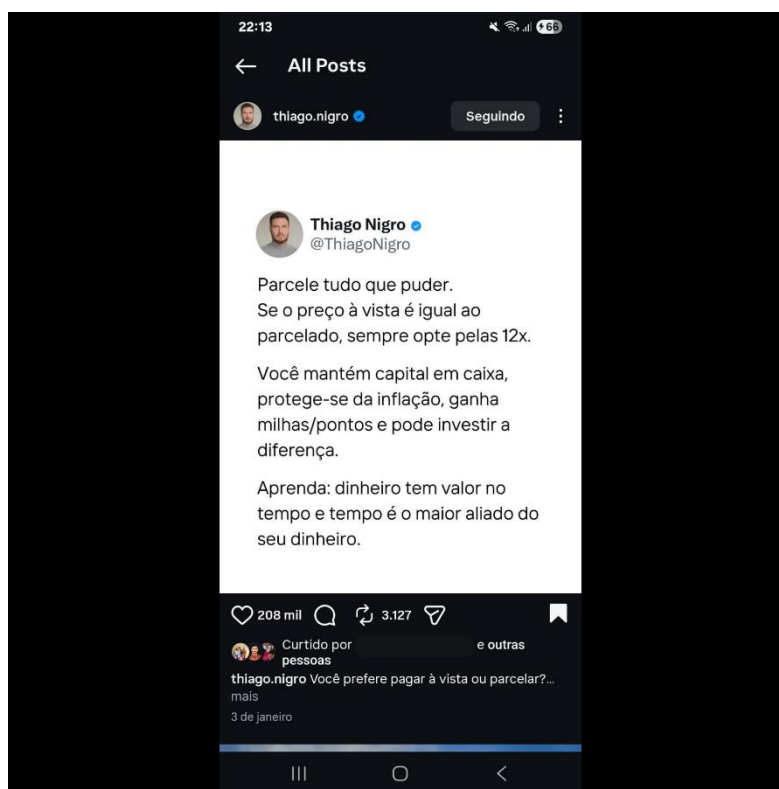 22:13
66
All Posts
thiago.nigro
Seguindo
Thiago Nigro
@ThiagoNigro
Parcele tudo que puder.
Se o preço à vista é igual ao
parcelado, sempre opte pelas 12x.
Você mantém capital em caixa,
protege-se da inflação, ganha
milhas/pontos e pode investir a
diferença.
Aprenda: dinheiro tem valor no
tempo e tempo é o maior aliado do
seu dinheiro.
208 mil
3.127
Curtido por e outras
pessoas
thiago.nigro Você prefere pagar à vista ou parcelar?...
mais
3 de janeiro